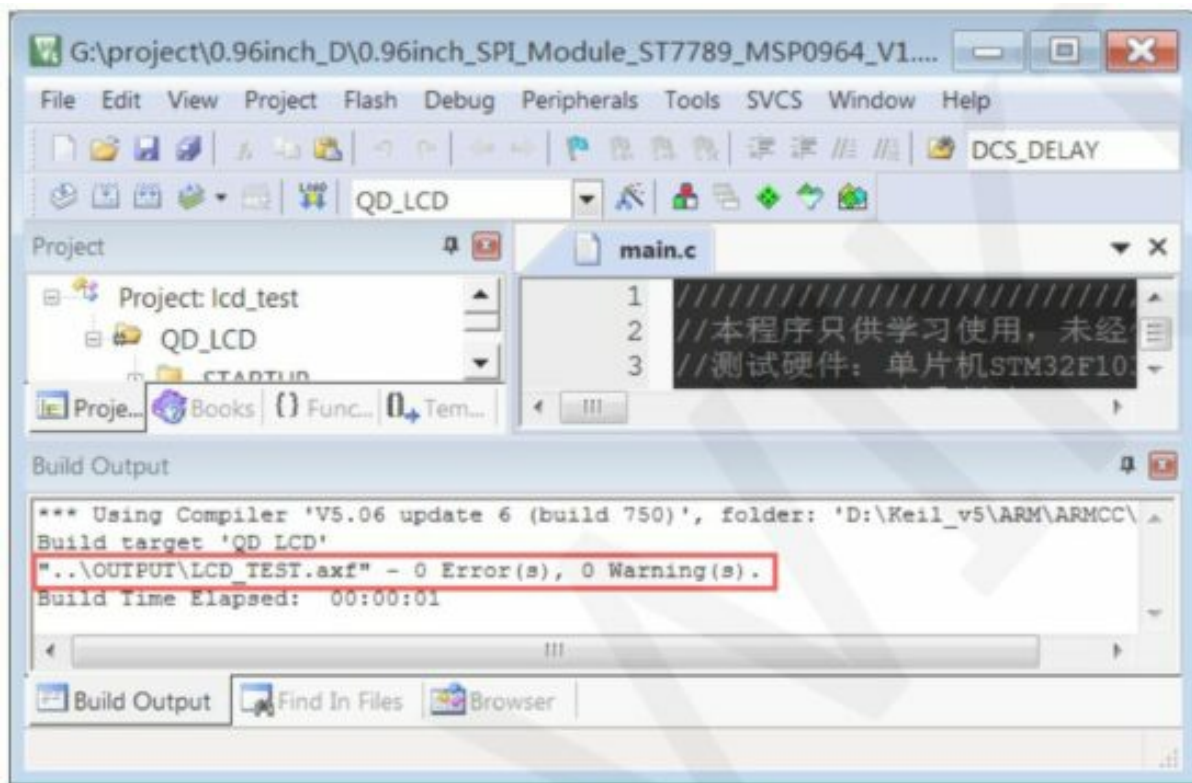 G:\project\0.96inch_D\0.96inch_SPI_Module_ST7789_MSP0964_V1....
File Edit View Project Flash Debug Peripherals Tools SVCS Window Help
DCS_DELAY
LOAD QD_LCD
Project
main.c
Project: lcd_test
QD_LCD
STARTUP
1 ////////////////////////////
2 //本程序只供学习使用，未经
3 //测试硬件：单片机STM32F10
Proje... Books {} Func... Tem...
Build Output
*** Using Compiler 'V5.06 update 6 (build 750)', folder: 'D:\Keil_v5\ARM\ARMCC\
Build target 'QD LCD'
"..\OUTPUT\LCD_TEST.axf" - 0 Error(s), 0 Warning(s).
Build Time Elapsed: 00:00:01
Build Output Find In Files Browser